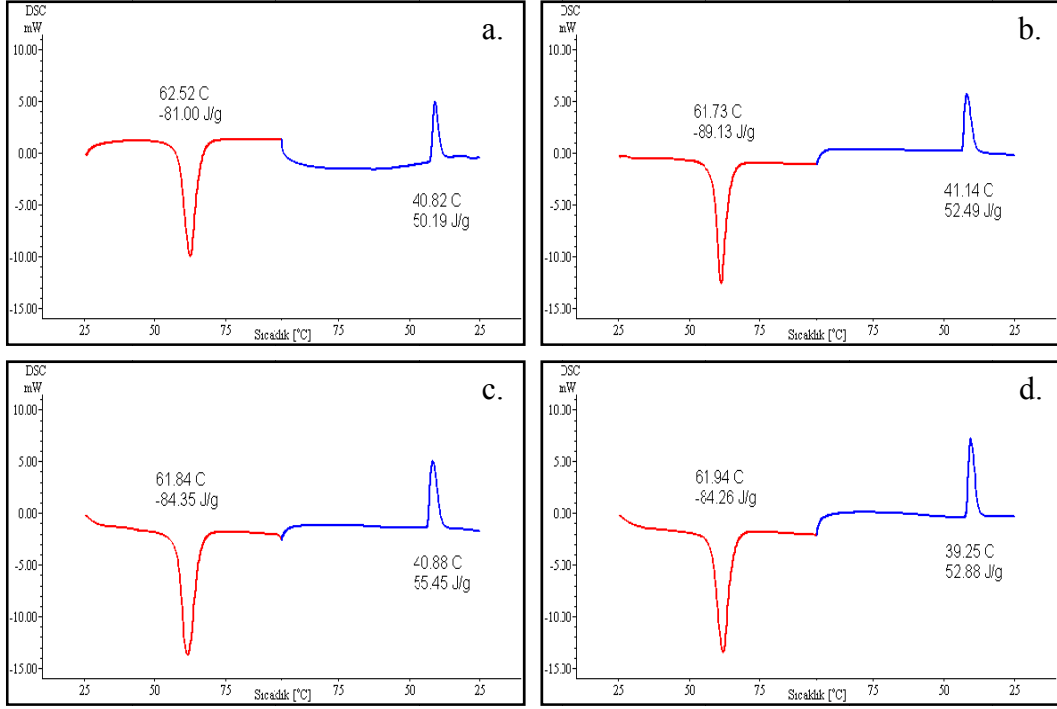 DSC
mW
a.
10.00
5.00
0.00
-5.00
-10.00
-15.00
62.52 C
-81.00 J/g
40.82 C
50.19 J/g
25 50 75 50 25
Sıcaklık [°C]
DSC
mW
b.
10.00
5.00
0.00
-5.00
-10.00
-15.00
61.73 C
-89.13 J/g
41.14 C
52.49 J/g
25 50 75 75 50 25
Sıcaklık [°C]
DSC
mW
c.
10.00
5.00
0.00
-5.00
-10.00
-15.00
61.84 C
-84.35 J/g
40.88 C
55.45 J/g
25 50 75 75 50 25
Sıcaklık [°C]
DSC
mW
d.
10.00
5.00
0.00
-5.00
-10.00
-15.00
61.94 C
-84.26 J/g
39.25 C
52.88 J/g
25 50 75 75 50 25
Sıcaklık [°C]